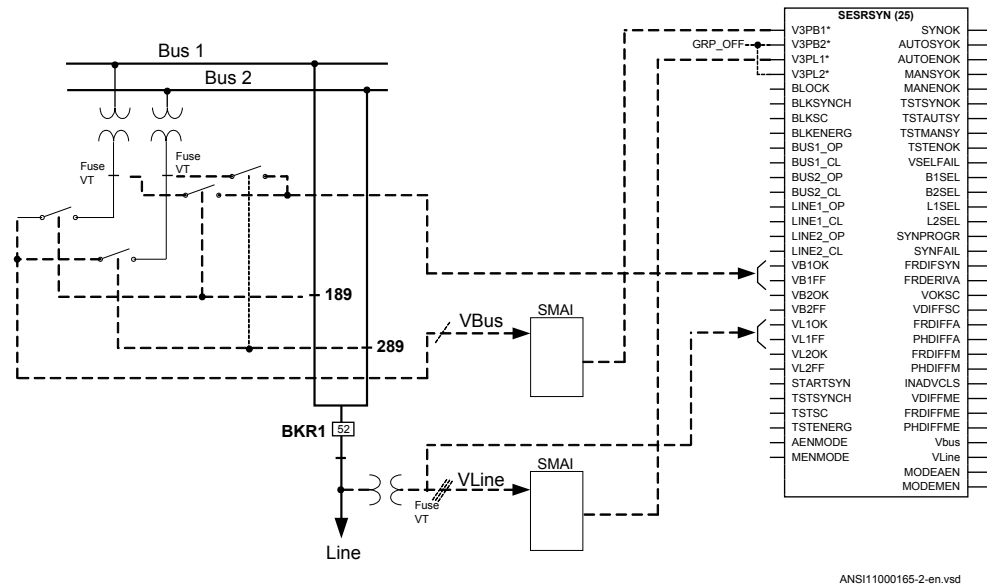 Bus 1
Bus 2
Fuse
VT
Fuse
VT
189
289
VBus
SMAI
BKR1
52
VLine
SMAI
Fuse
VT
Line
GRP_OFF
SESRSYN (25)
V3PB1* SYNOK
V3PB2* AUTOSYOK
V3PL1* AUTOENOK
V3PL2* MANSYOK
BLOCK MANENOK
BLKSYNCH TSTSYNOK
BLKSC TSTAUTSY
BLKENERG TSTMANSY
BUS1_OP TSTENOK
BUS1_CL VSELFAIL
BUS2_OP B1SEL
BUS2_CL B2SEL
LINE1_OP L1SEL
LINE1_CL L2SEL
LINE2_OP SYNPROGR
LINE2_CL SYNFAIL
VB1OK FRDIFSYN
VB1FF FRDERIVA
VB2OK VOKSC
VB2FF VDIFFSC
VL1OK FRDIFFA
VL1FF PHDIFFA
VL2OK FRDIFFM
VL2FF PHDIFFM
STARTSYN INADVCLS
TSTSYNCH VDIFFME
TSTSC FRDIFFME
TSTENERG PHDIFFME
AENMODE Vbus
MENMODE VLine
MODEAEN
MODEMEN
ANSI11000165-2-en.vsd